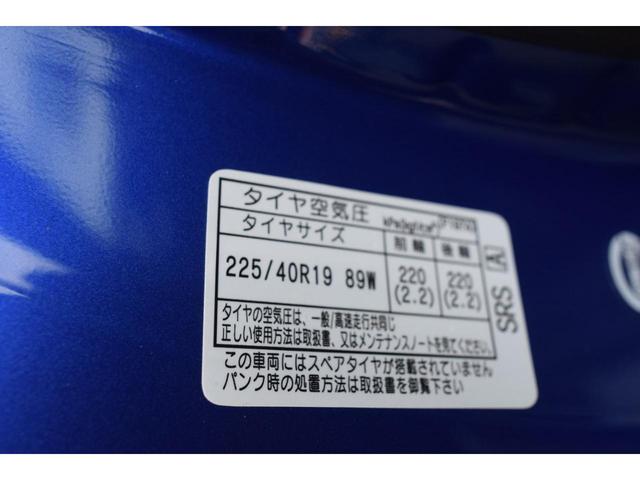 タイヤ空気圧
タイヤサイズ
前輪
後輪
225/40R19 89W
220
(2.2)
220
(2.2)
SRS
A
タイヤの空気圧は、一般/高速走行共同じ
正しい使用方法は取扱書、又はメンテナンスノートを見てください。
この車両にはスペアタイヤが搭載されていません
パンク時の処置方法は取扱書を御覧下さい